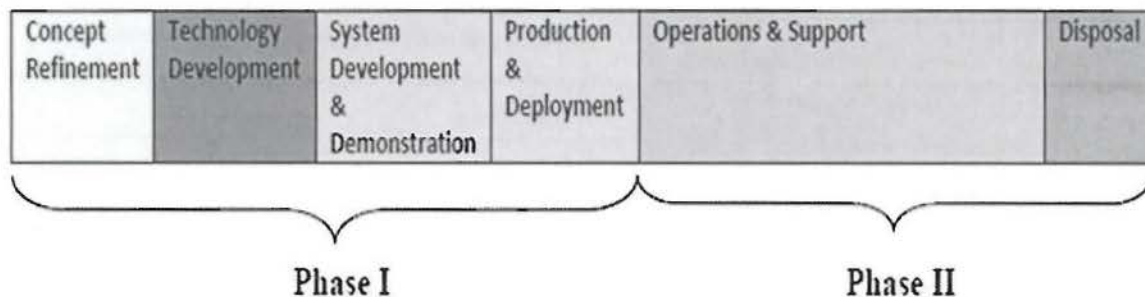 Concept
Refinement
Technology
Development
System
Development
&
Demonstration
Production
&
Deployment
Operations & Support
Disposal
Phase I
Phase II